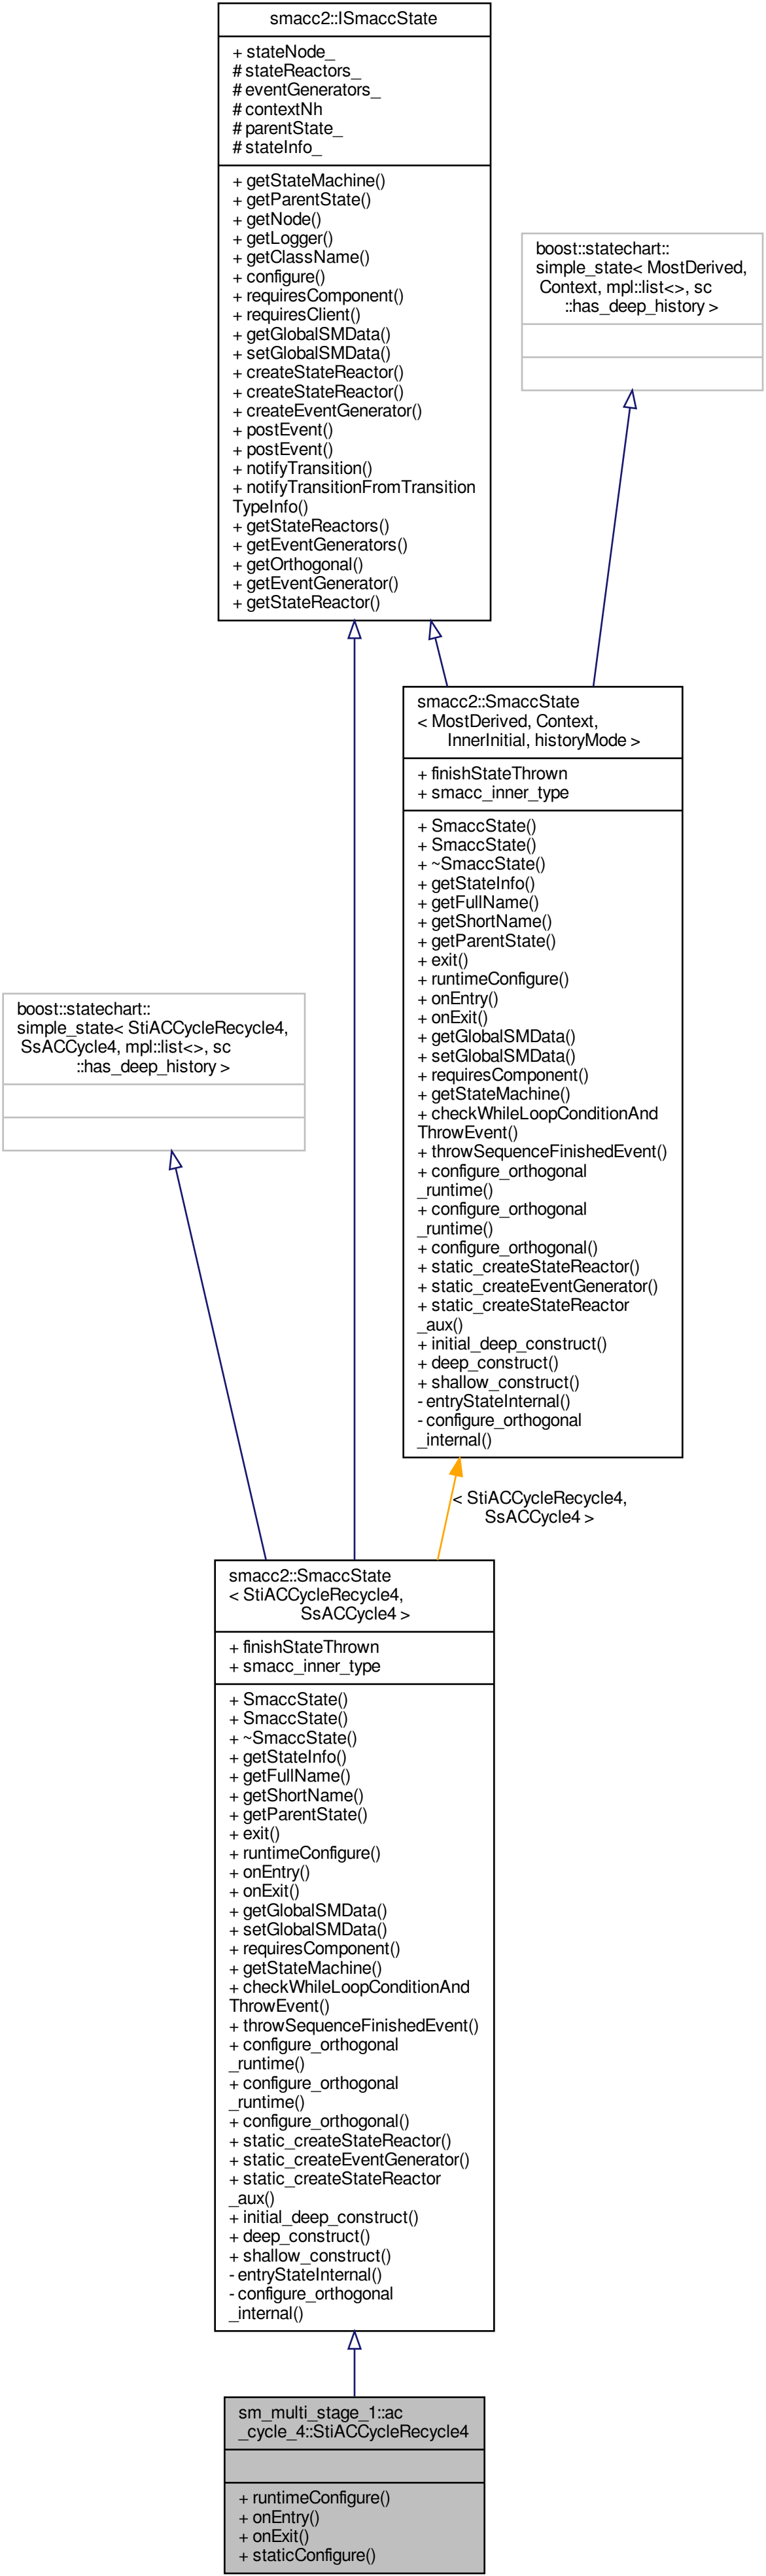 smacc2::ISmaccState
+ stateNode_
# stateReactors_
# eventGenerators_
# contextNh
# parentState_
# stateInfo_
+ getStateMachine()
+ getParentState()
+ getNode()
+ getLogger()
+ getClassName()
+ configure()
+ requiresComponent()
+ requiresClient()
+ getGlobalSMData()
+ setGlobalSMData()
+ createStateReactor()
+ createStateReactor()
+ createEventGenerator()
+ postEvent()
+ postEvent()
+ notifyTransition()
+ notifyTransitionFromTransition
TypeInfo()
+ getStateReactors()
+ getEventGenerators()
+ getOrthogonal()
+ getEventGenerator()
+ getStateReactor()
boost::statechart::
simple_state< MostDerived,
Context, mpl::list<>, sc
::has_deep_history >
smacc2::SmaccState
< MostDerived, Context,
InnerInitial, historyMode >
+ finishStateThrown
+ smacc_inner_type
+ SmaccState()
+ SmaccState()
+ ~SmaccState()
+ getStateInfo()
+ getFullName()
+ getShortName()
+ getParentState()
+ exit()
+ runtimeConfigure()
+ onEntry()
+ onExit()
+ getGlobalSMData()
+ setGlobalSMData()
+ requiresComponent()
+ getStateMachine()
+ checkWhileLoopConditionAnd
ThrowEvent()
+ throwSequenceFinishedEvent()
+ configure_orthogonal
_runtime()
+ configure_orthogonal
_runtime()
+ configure_orthogonal()
+ static_createStateReactor()
+ static_createEventGenerator()
+ static_createStateReactor
_aux()
+ initial_deep_construct()
+ deep_construct()
+ shallow_construct()
- entryStateInternal()
- configure_orthogonal
_internal()
boost::statechart::
simple_state< StiACCycleRecycle4,
SsACCycle4, mpl::list<>, sc
::has_deep_history >
< StiACCycleRecycle4,
SsACCycle4 >
smacc2::SmaccState
< StiACCycleRecycle4,
SsACCycle4 >
+ finishStateThrown
+ smacc_inner_type
+ SmaccState()
+ SmaccState()
+ ~SmaccState()
+ getStateInfo()
+ getFullName()
+ getShortName()
+ getParentState()
+ exit()
+ runtimeConfigure()
+ onEntry()
+ onExit()
+ getGlobalSMData()
+ setGlobalSMData()
+ requiresComponent()
+ getStateMachine()
+ checkWhileLoopConditionAnd
ThrowEvent()
+ throwSequenceFinishedEvent()
+ configure_orthogonal
_runtime()
+ configure_orthogonal
_runtime()
+ configure_orthogonal()
+ static_createStateReactor()
+ static_createEventGenerator()
+ static_createStateReactor
_aux()
+ initial_deep_construct()
+ deep_construct()
+ shallow_construct()
- entryStateInternal()
- configure_orthogonal
_internal()
sm_multi_stage_1::ac
_cycle_4::StiACCycleRecycle4
+ runtimeConfigure()
+ onEntry()
+ onExit()
+ staticConfigure()